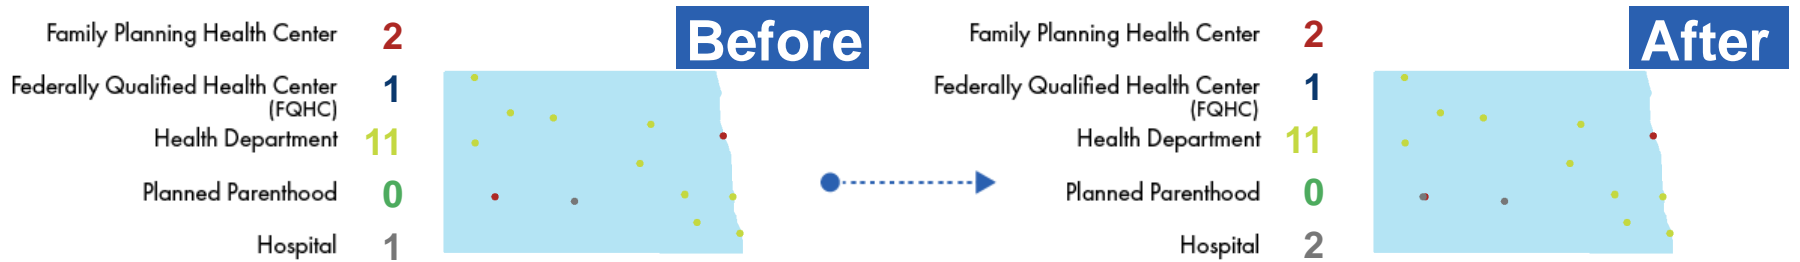 Before
Family Planning Health Center 2
Federally Qualified Health Center 1
(FQHC)
Health Department 11
Planned Parenthood 0
Hospital 1
After
Family Planning Health Center 2
Federally Qualified Health Center 1
(FQHC)
Health Department 11
Planned Parenthood 0
Hospital 2